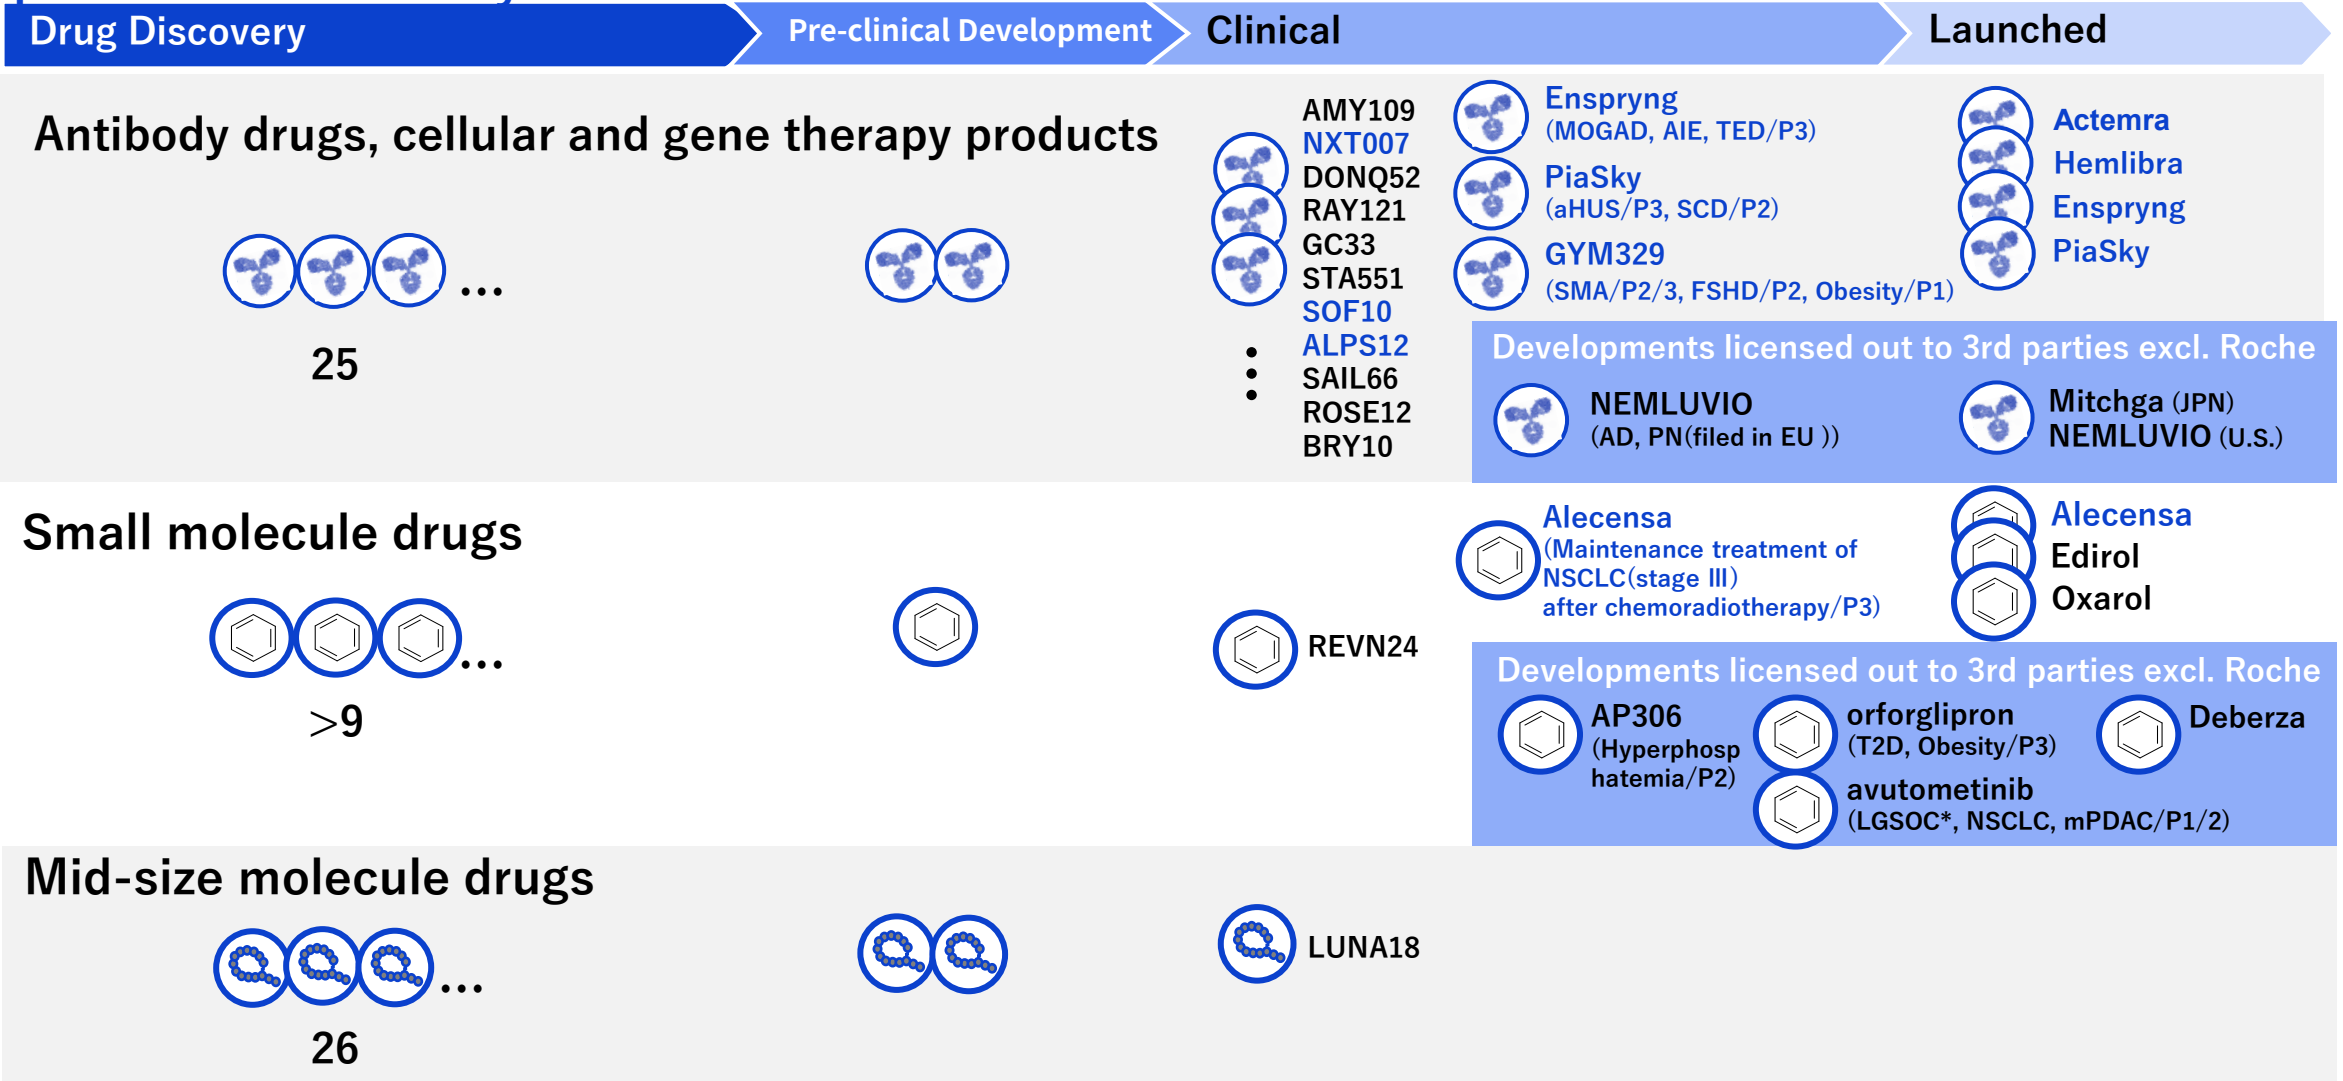 Drug Discovery
Pre-clinical Development
Clinical
Launched
Antibody drugs, cellular and gene therapy products
...
25
AMY109
NXT007
DONQ52
RAY121
GC33
STA551
SOF10
ALPS12
SAIL66
ROSE12
BRY10
Enspryng
(MOGAD, AIE, TED/P3)
PiaSky
(aHUS/P3, SCD/P2)
GYM329
(SMA/P2/3, FSHD/P2, Obesity/P1)
Actemra
Hemlibra
Enspryng
PiaSky
Developments licensed out to 3rd parties excl. Roche
NEMLUVIO
(AD, PN(filed in EU ))
Mitchga (JPN)
NEMLUVIO (U.S.)
Small molecule drugs
...
>9
REVN24
Alecensa
(Maintenance treatment of
NSCLC(stage III)
after chemoradiotherapy/P3)
Alecensa
Edirol
Oxarol
Developments licensed out to 3rd parties excl. Roche
AP306
(Hyperphosp
hatemia/P2)
orforglipron
(T2D, Obesity/P3)
avutometinib
(LGSOC*, NSCLC, mPDAC/P1/2)
Deberza
Mid-size molecule drugs
...
26
LUNA18